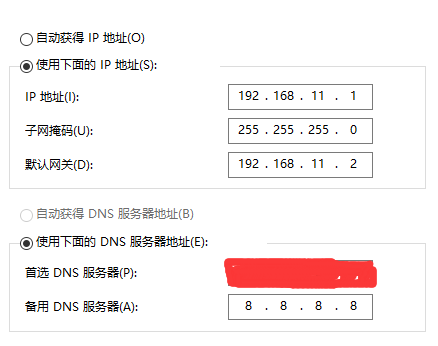 自动获得 IP 地址(O)
使用下面的 IP 地址(S):
IP 地址(I): 192 . 168 . 11 . 1
子网掩码(U): 255 . 255 . 255 . 0
默认网关(D): 192 . 168 . 11 . 2
自动获得 DNS 服务器地址(B)
使用下面的 DNS 服务器地址(E):
首选 DNS 服务器(P):
备用 DNS 服务器(A): 8 . 8 . 8 . 8